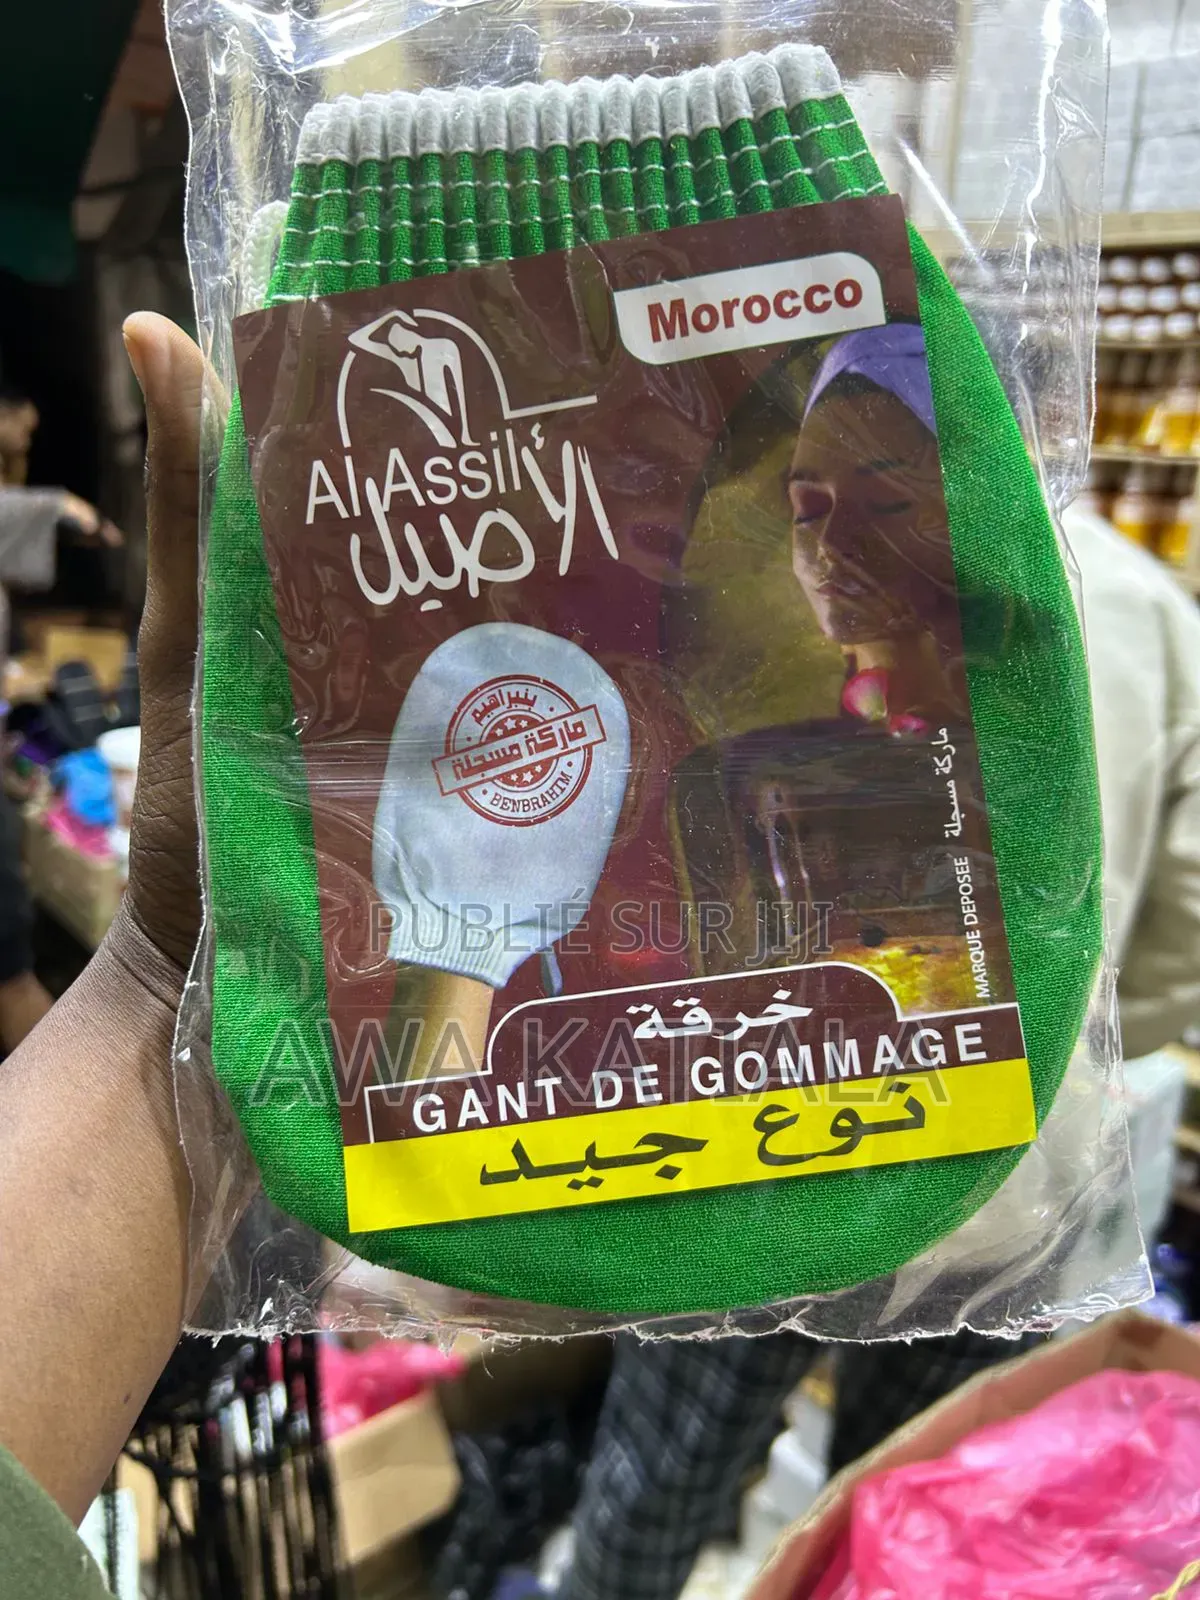 Morocco
Al Assil
الأصيل
بنبراهيم
ماركة مسجلة
BENBRAHIM
MARQUE DEPOSEE ماركة مسجلة
PUBLIÉ SUR JIJI
خرقة
AWA KATTALA
GANT DE GOMMAGE
نوع جيد